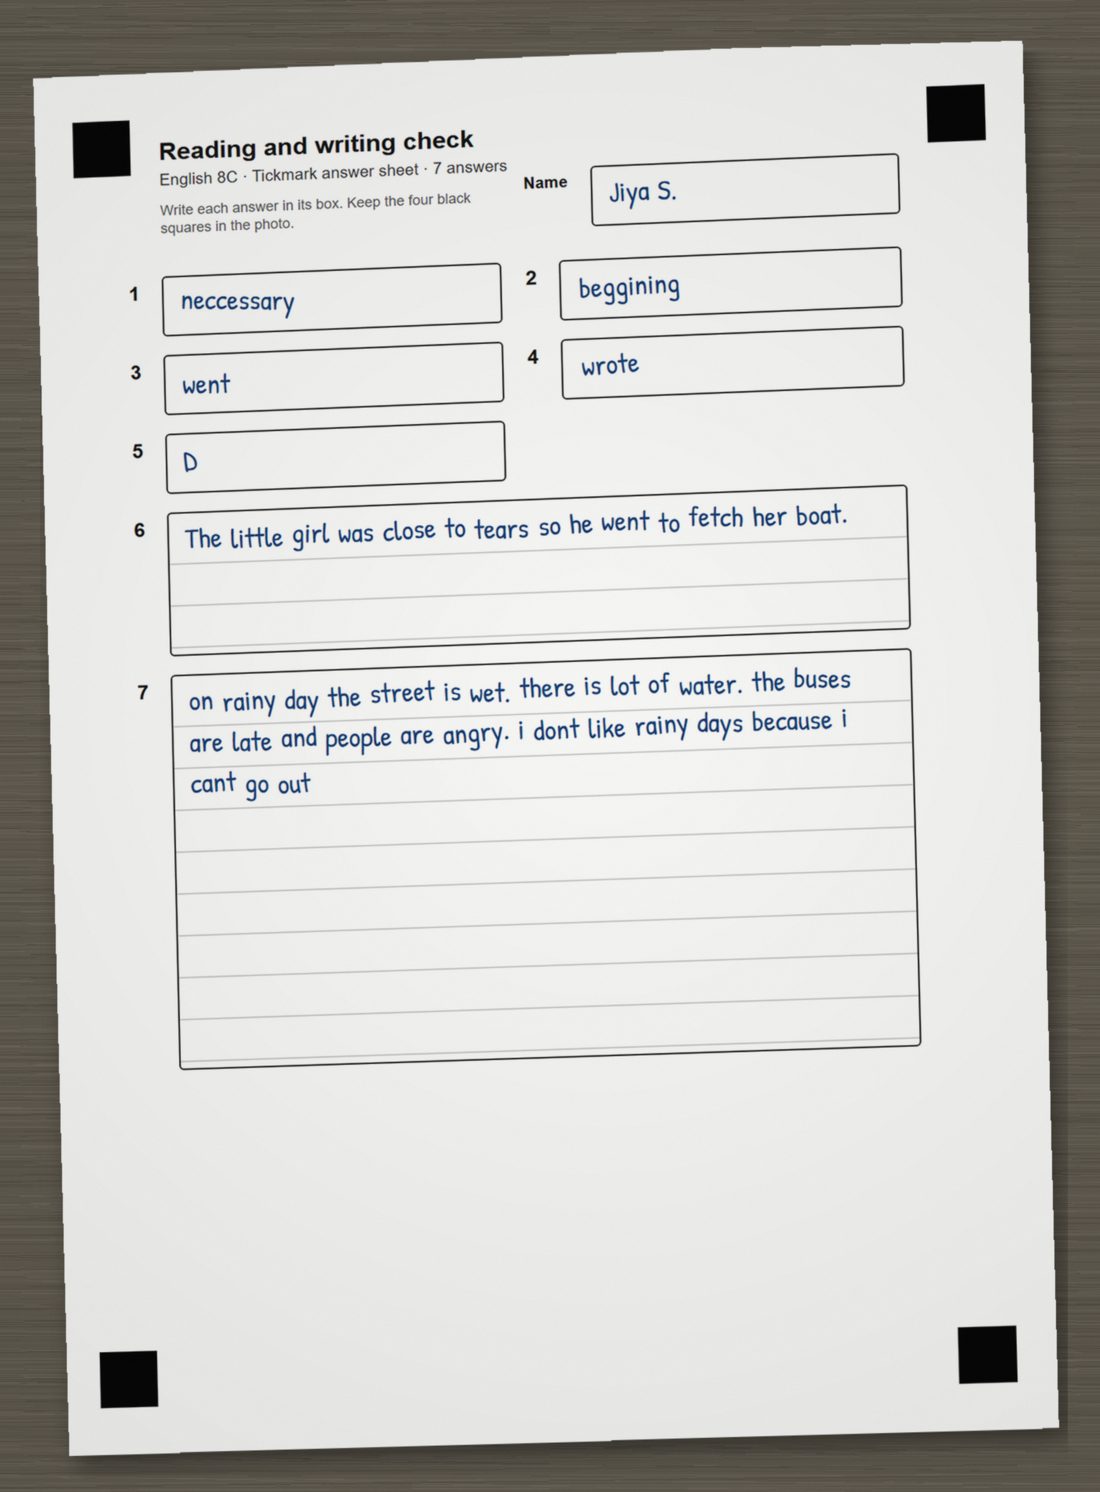 Reading and writing check
English 8C · Tickmark answer sheet · 7 answers
Write each answer in its box. Keep the four black
squares in the photo.
Name Jiya S.
1 neccessary
2 beggining
3 went
4 wrote
5 D
6 The little girl was close to tears so he went to fetch her boat.
7 on rainy day the street is wet. there is lot of water. the buses
are late and people are angry. i dont like rainy days because i
cant go out